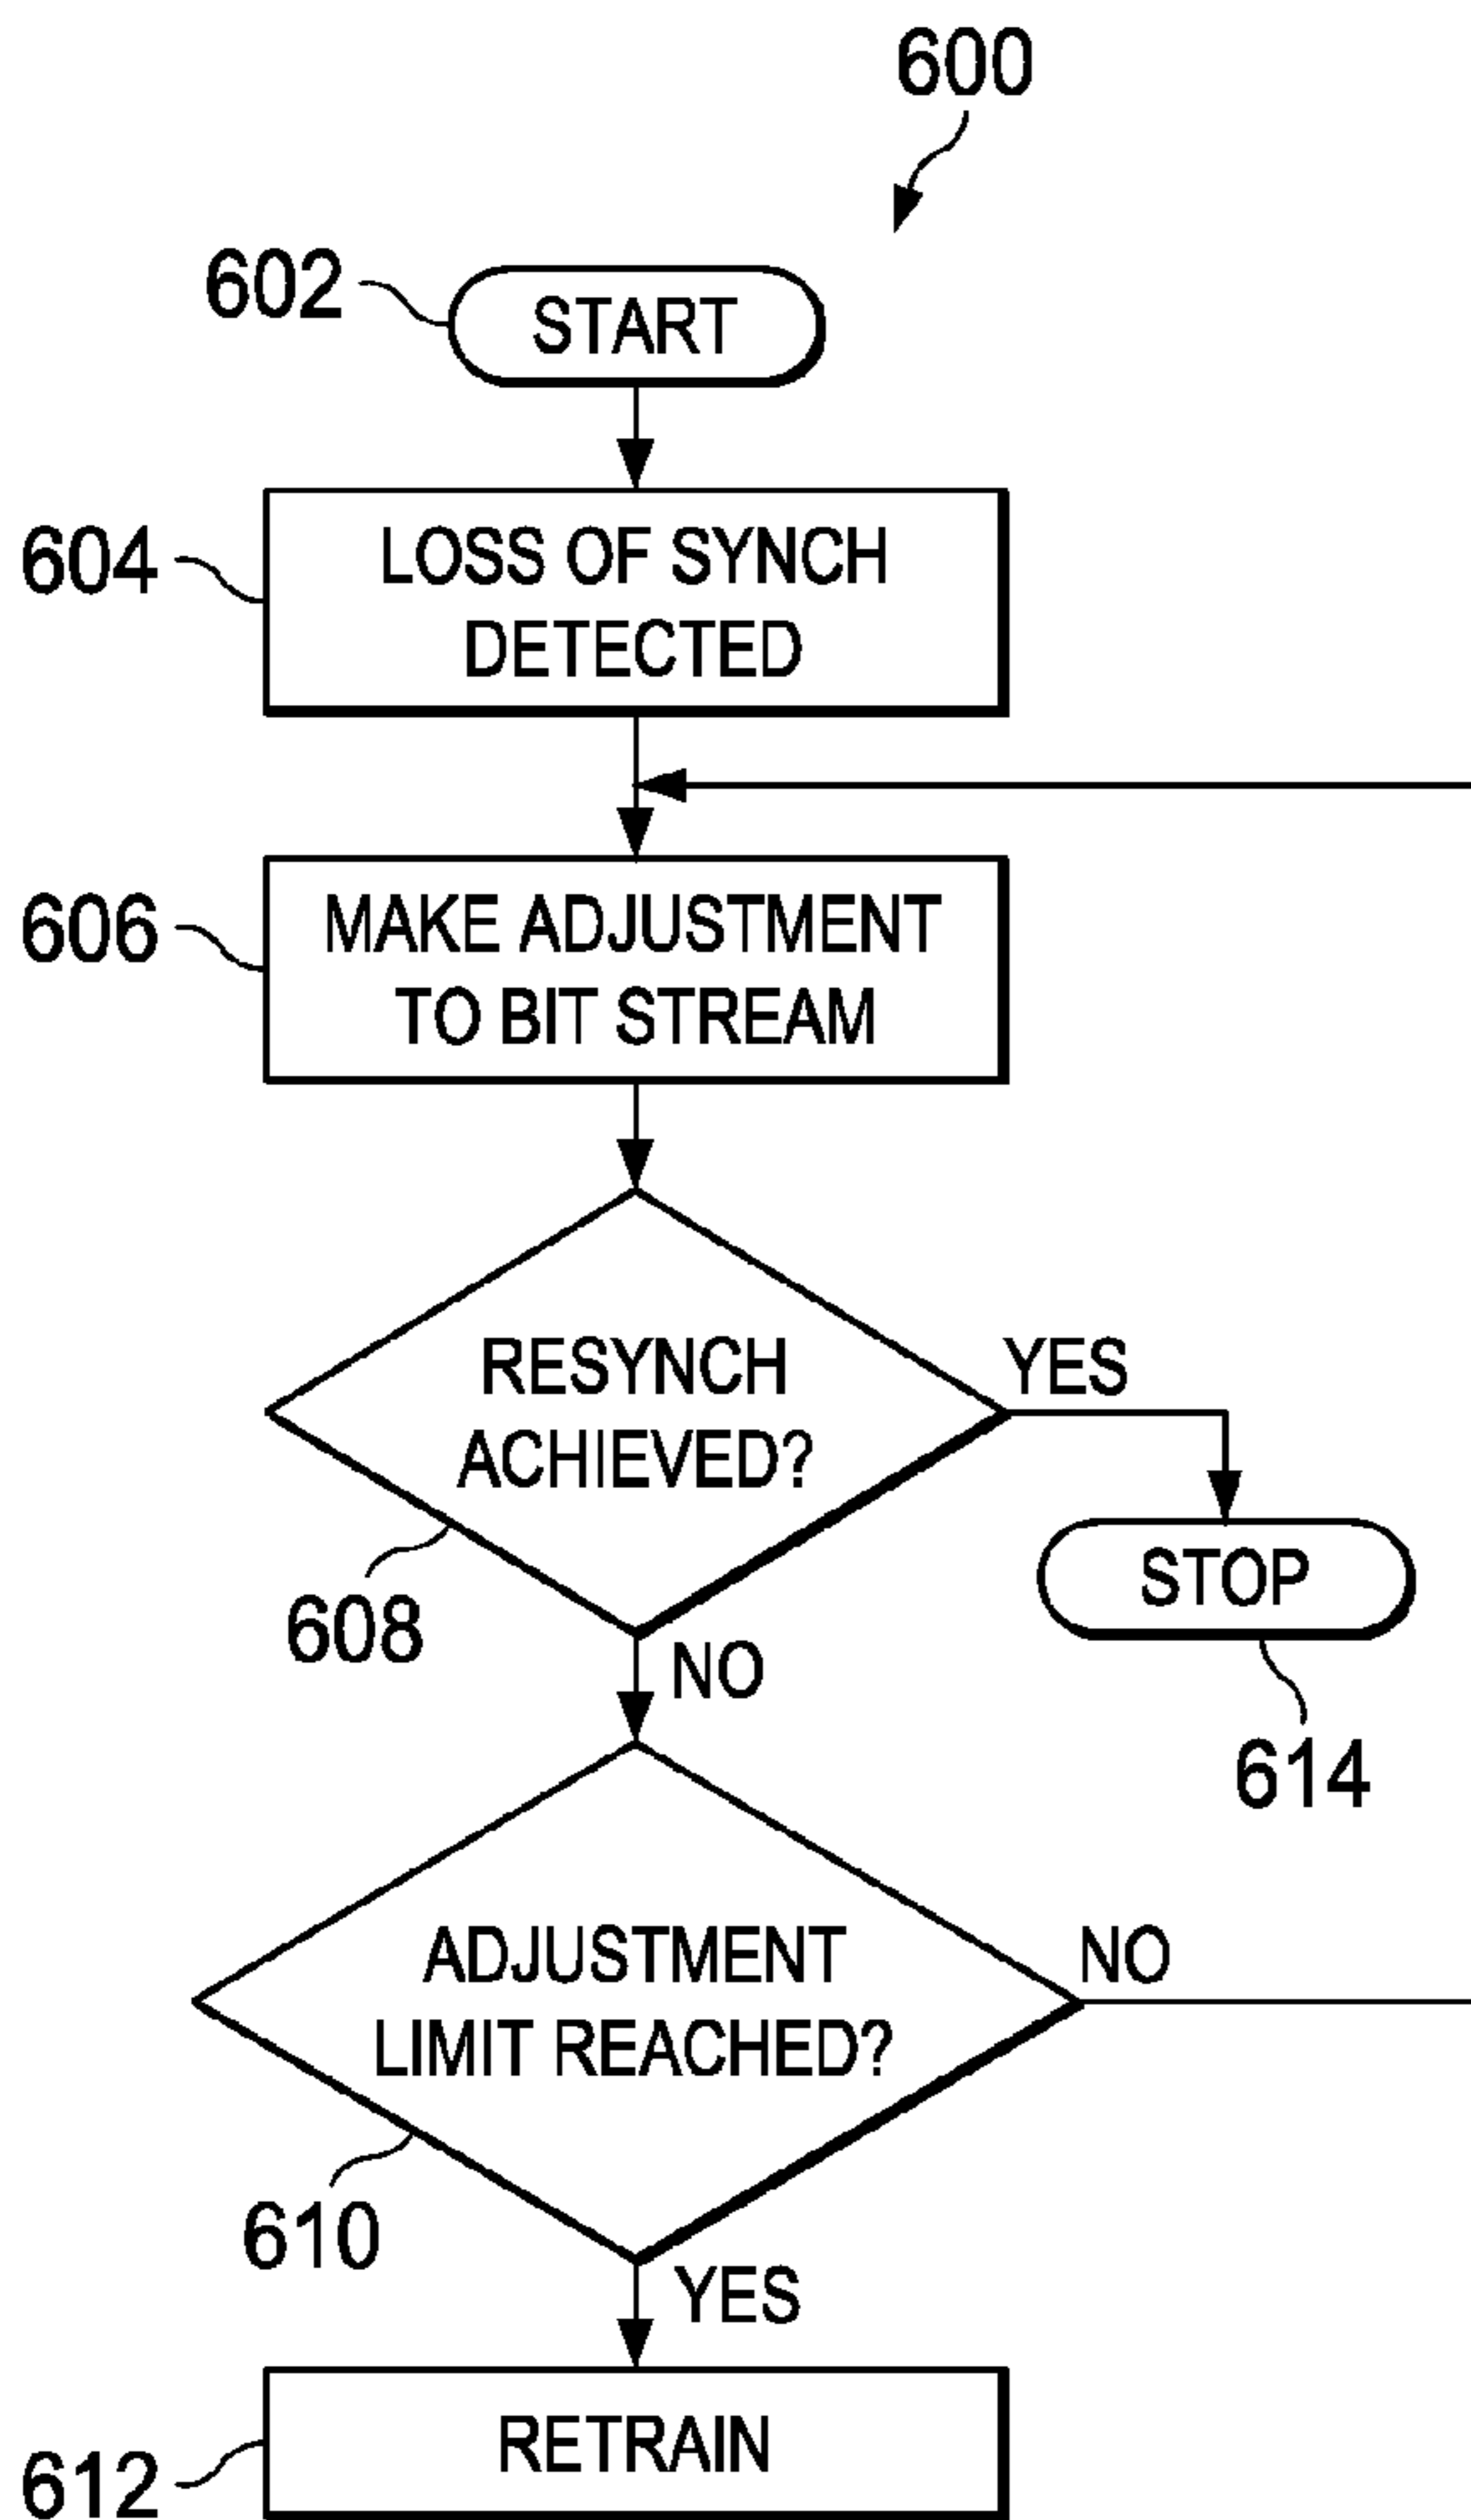 600
602
START
604
LOSS OF SYNCH
DETECTED
606
MAKE ADJUSTMENT
TO BIT STREAM
RESYNCH
ACHIEVED?
YES
608
NO
STOP
614
ADJUSTMENT
LIMIT REACHED?
NO
610
YES
RETRAIN
612